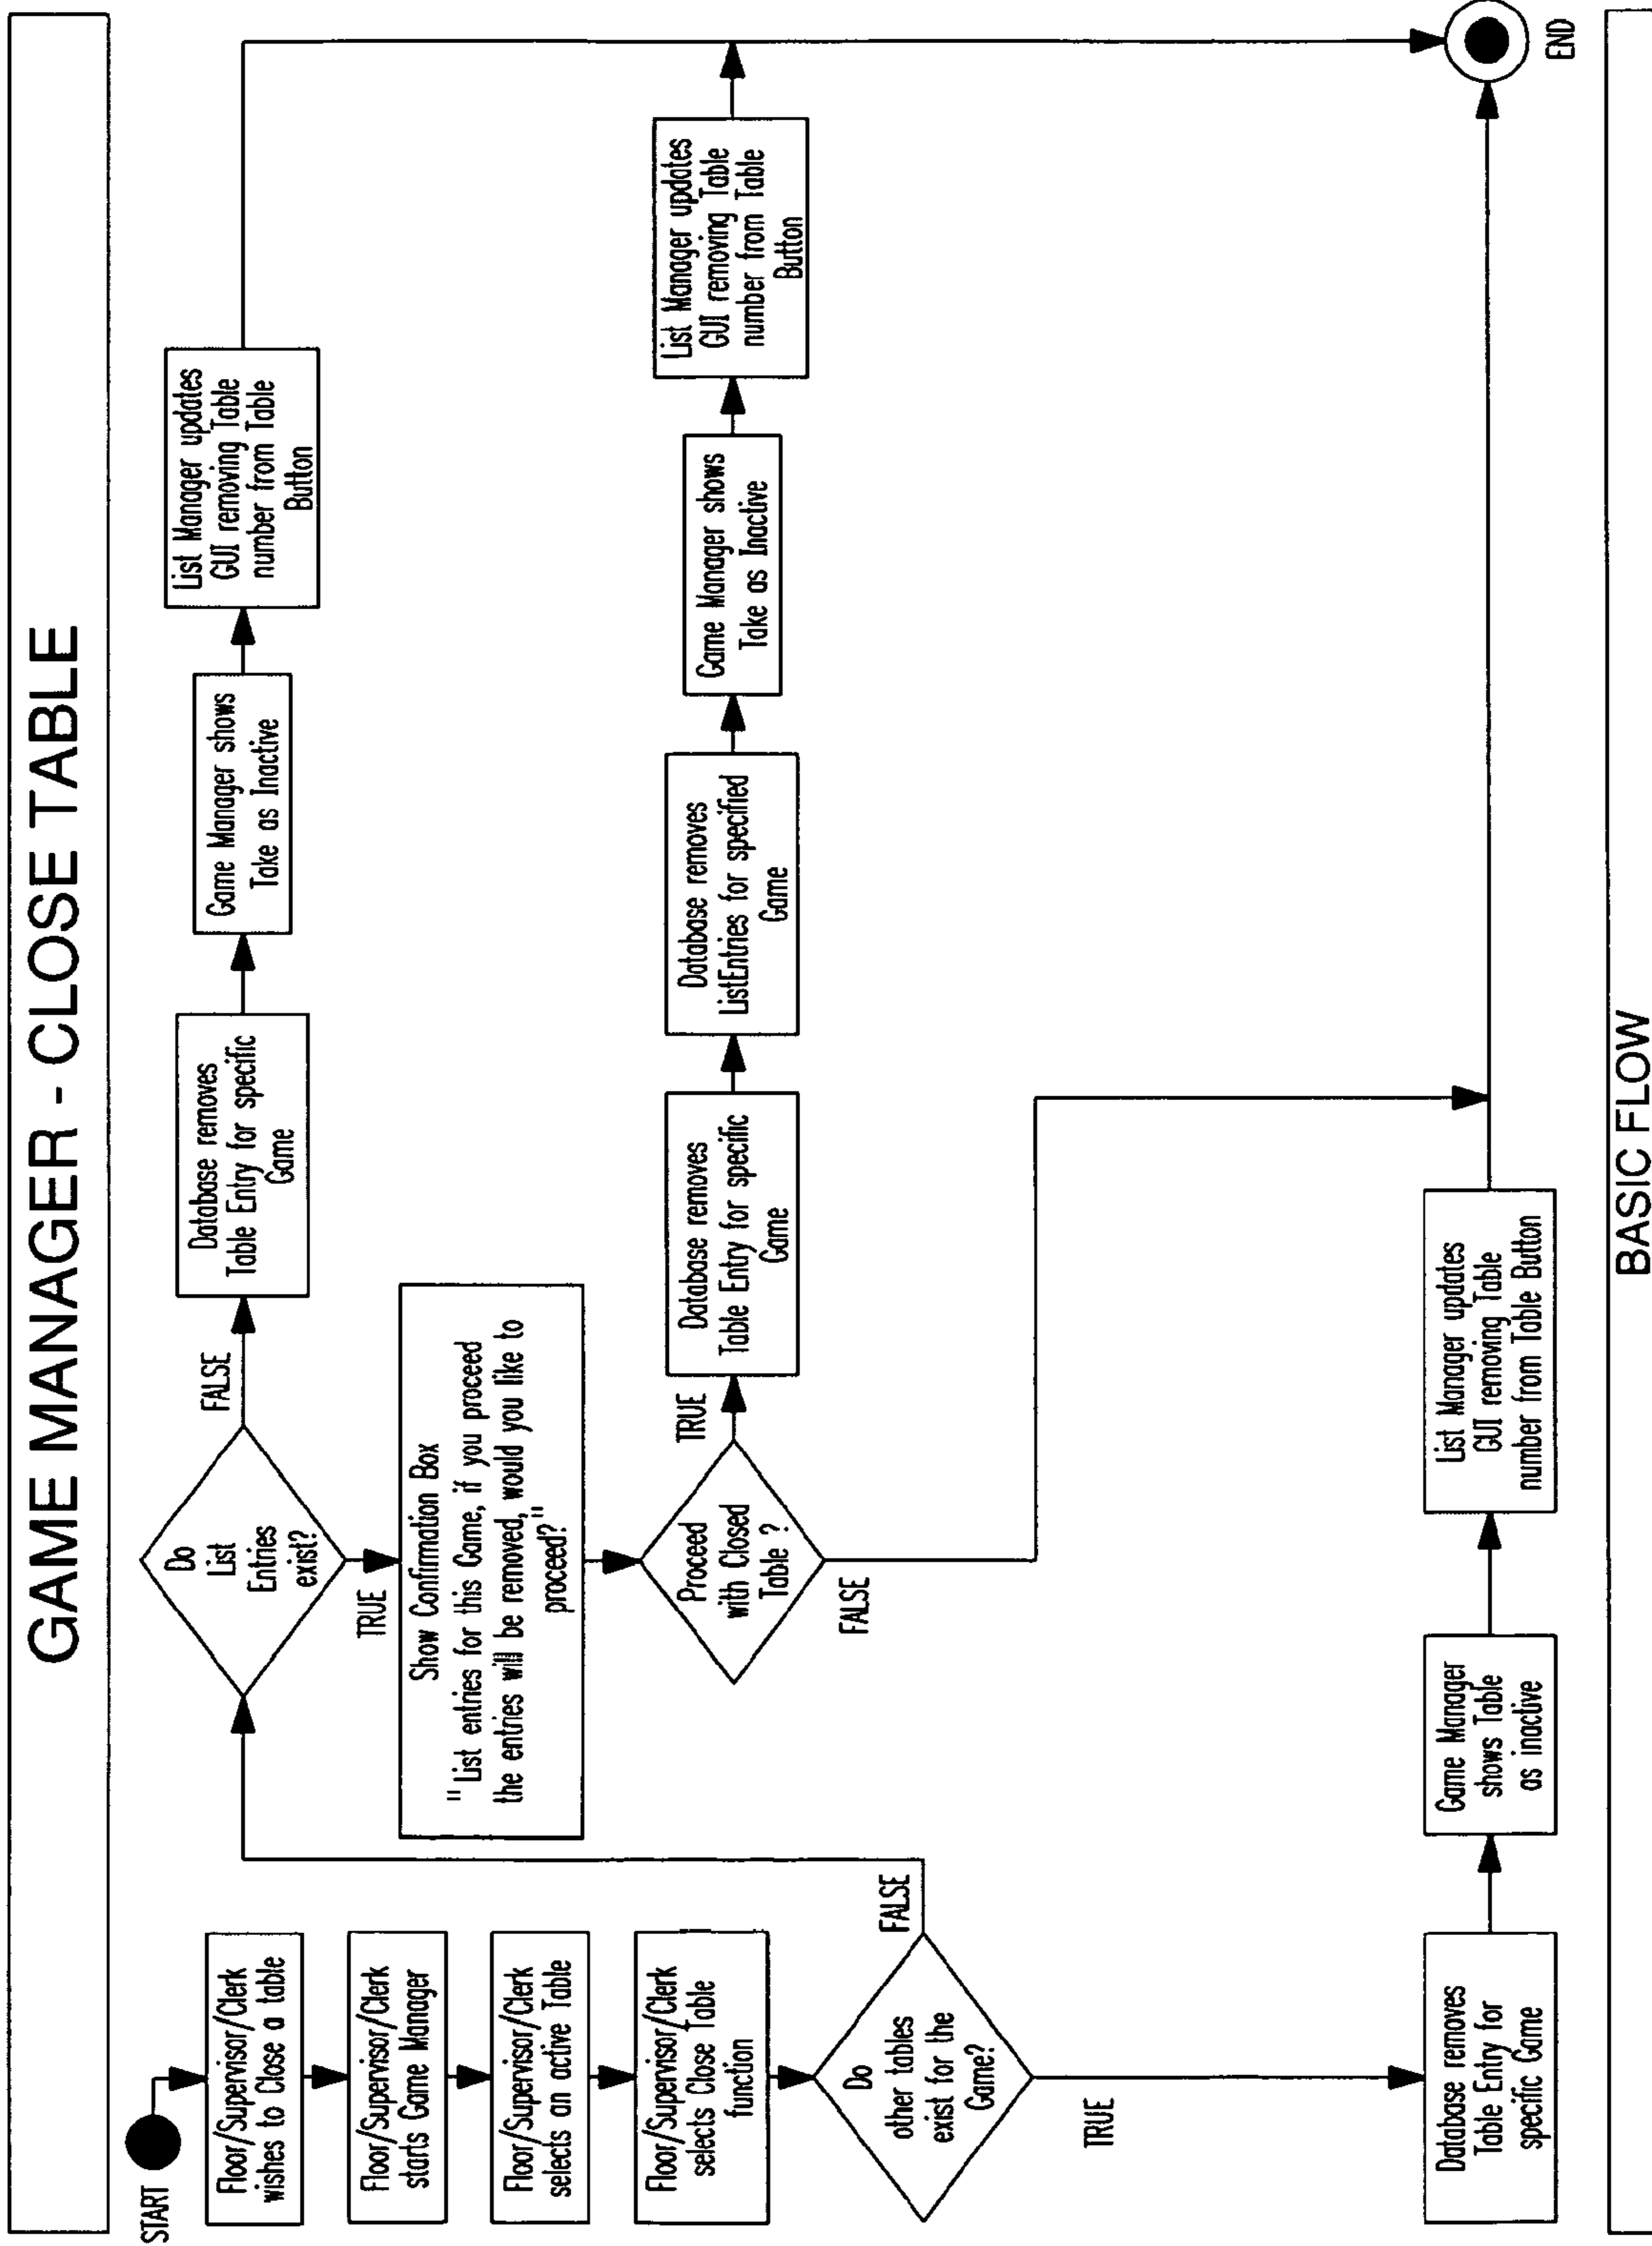 GAME MANAGER - CLOSE TABLE
START
Floor/Supervisor/Clerk
wishes to Close a table
Floor/Supervisor/Clerk
starts Game Manager
Floor/Supervisor/Clerk
selects an active Table
Floor/Supervisor/Clerk
selects Close Table
function
Do
other tables
exist for the
Game?
FALSE
TRUE
Do
List
Entries
exist?
FALSE
TRUE
Database removes
Table Entry for specific
Game
Game Manager shows
Take as Inactive
List Manager updates
GUI removing Table
number from Table
Button
Show Confirmation Box
"List entries for this Game, if you proceed
the entries will be removed, would you like to
proceed?"
Proceed
with Closed
Table ?
TRUE
FALSE
Database removes
Table Entry for specific
Game
Database removes
ListEntries for specified
Game
Game Manager shows
Take as Inactive
List Manager updates
GUI removing Table
number from Table
Button
Database removes
Table Entry for
specific Game
Game Manager
shows Table
as inactive
List Manager updates
GUI removing Table
number from Table Button
END
BASIC FLOW